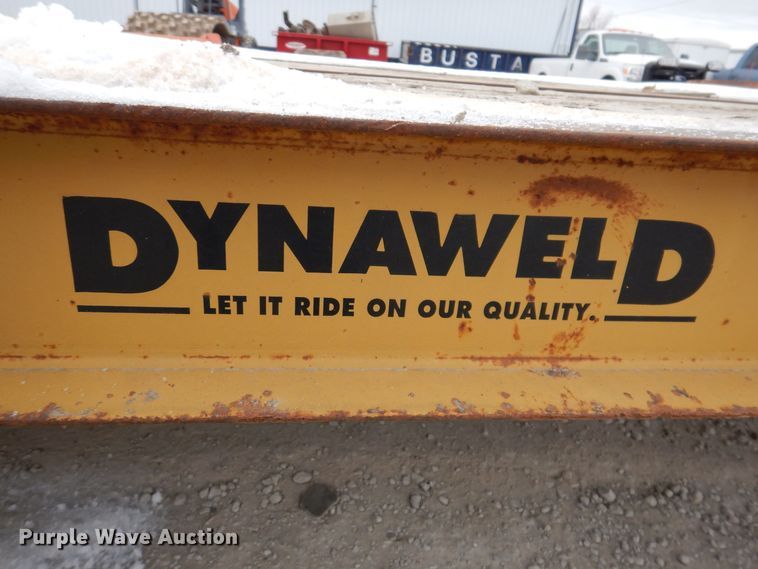 BUSTA
DYNAWELD
LET IT RIDE ON OUR QUALITY.
Purple Wave Auction